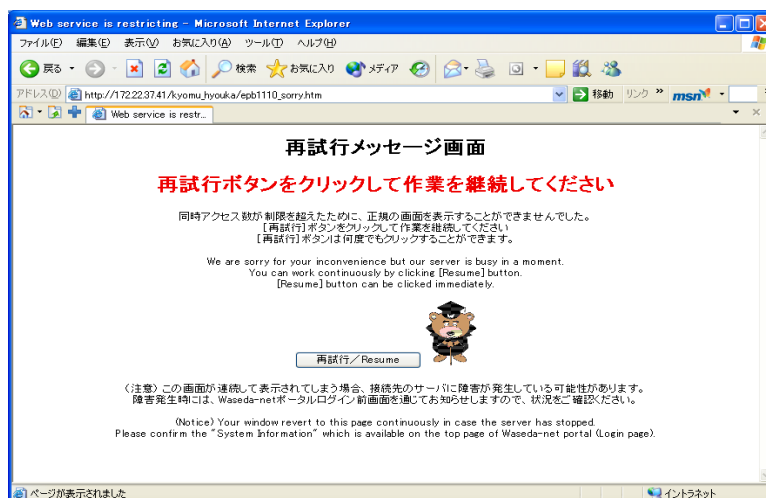 Web service is restricting - Microsoft Internet Explorer
ファイル(F) 編集(E) 表示(V) お気に入り(A) ツール(T) ヘルプ(H)
戻る 検索 お気に入り メディア
アドレス(D) http://172.22.37.41/kyomu_hyouka/epb1110_sorry.htm 移動 リンク » msn
Web service is restr...
再試行メッセージ画面
再試行ボタンをクリックして作業を継続してください
同時アクセス数が制限を超えたために、正規の画面を表示することができませんでした。
[再試行]ボタンをクリックして作業を継続してください
[再試行]ボタンは何度でもクリックすることができます。
We are sorry for your inconvenience but our server is busy in a moment.
You can work continuously by clicking [Resume] button.
[Resume] button can be clicked immediately.
再試行/Resume
(注意) この画面が連続して表示されてしまう場合、接続先のサーバに障害が発生している可能性があります。
障害発生時には、Waseda-netポータルログイン前画面を通じてお知らせしますので、状況をご確認ください。
(Notice) Your window revert to this page continuously in case the server has stopped.
Please confirm the "System Information" which is available on the top page of Waseda-net portal (Login page).
ページが表示されました イントラネット